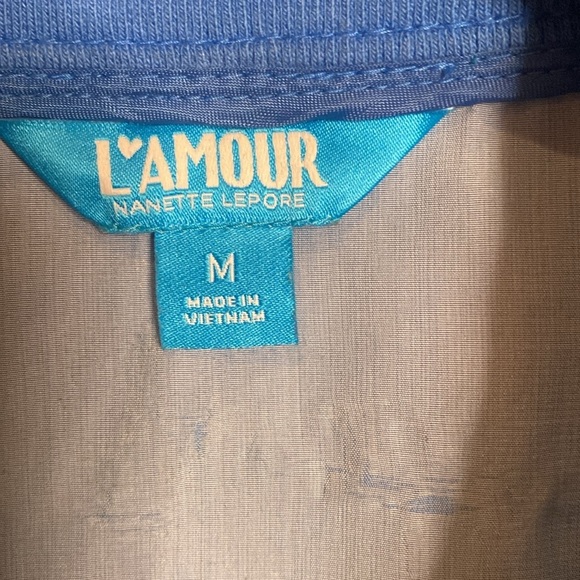 L'AMOUR
NANETTE LEPORE
M
MADE IN
VIETNAM